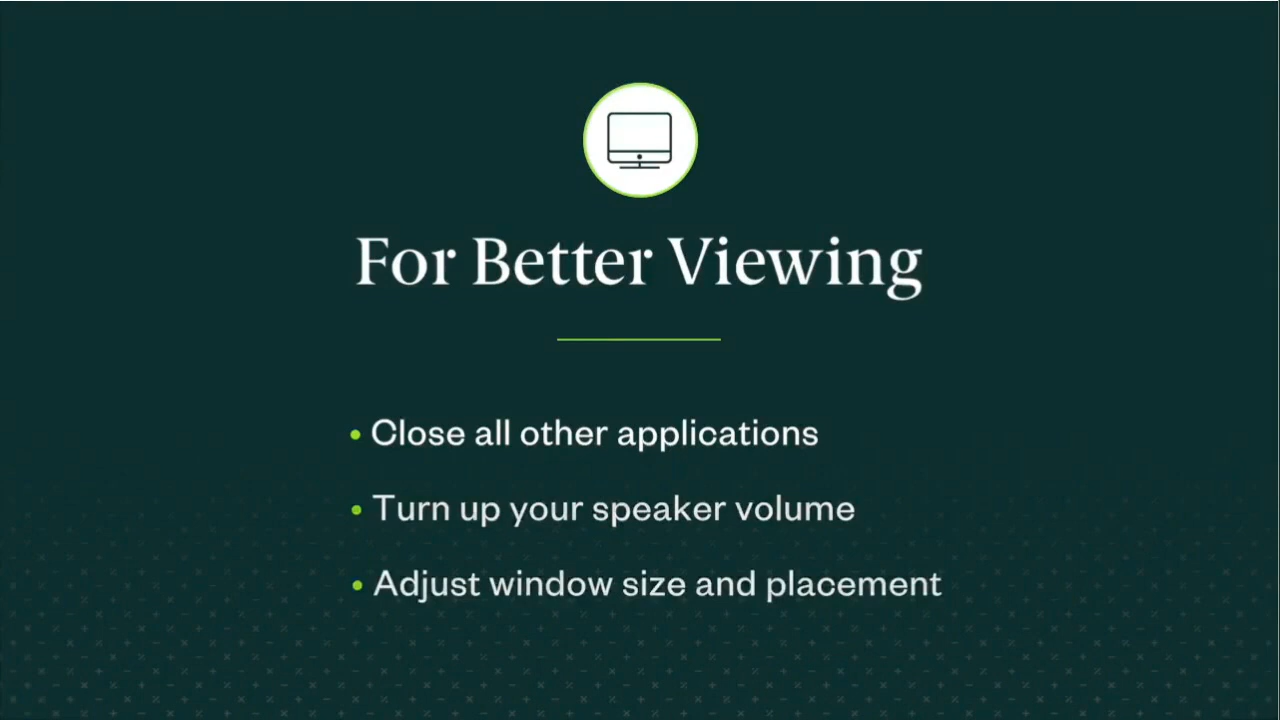 For Better Viewing
• Close all other applications
• Turn up your speaker volume
• Adjust window size and placement